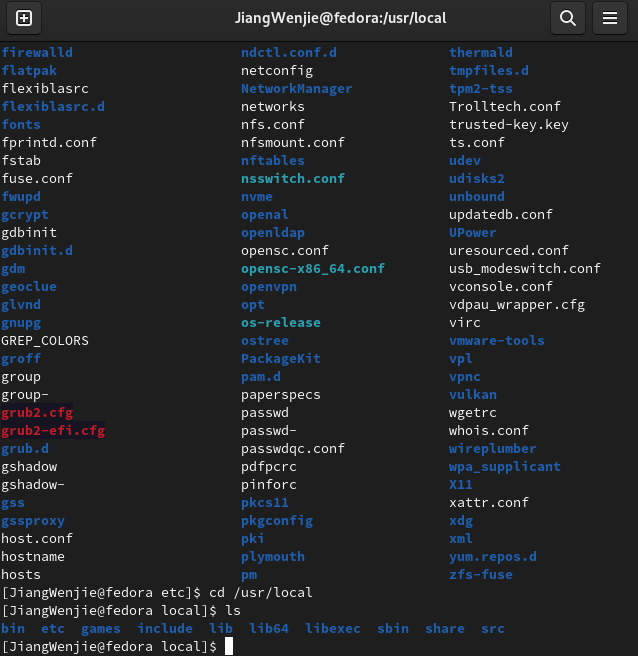 JiangWenjie@fedora:/usr/local
firewalld ndctl.conf.d thermald
flatpak netconfig tmpfiles.d
flexiblasrc NetworkManager tpm2-tss
flexiblasrc.d networks Trolltech.conf
fonts nfs.conf trusted-key.key
fprintd.conf nfsmount.conf ts.conf
fstab nftables udev
fuse.conf nsswitch.conf udisks2
fwupd nvme unbound
gcrypt openal updatedb.conf
gdbinit openldap UPower
gdbinit.d opensc.conf uresourced.conf
gdm opensc-x86_64.conf usb_modeswitch.conf
geoclue openvpn vconsole.conf
glvnd opt vdpau_wrapper.cfg
gnupg os-release virc
GREP_COLORS ostree vmware-tools
groff PackageKit vpl
group pam.d vpnc
group- paperspecs vulkan
grub2.cfg passwd wgetrc
grub2-efi.cfg passwd- whois.conf
grub.d passwdqc.conf wireplumber
gshadow pdfpcrc wpa_supplicant
gshadow- pinforc X11
gss pkcs11 xattr.conf
gssproxy pkgconfig xdg
host.conf pki xml
hostname plymouth yum.repos.d
hosts pm zfs-fuse
[JiangWenjie@fedora etc]$ cd /usr/local
[JiangWenjie@fedora local]$ ls
bin etc games include lib lib64 libexec sbin share src
[JiangWenjie@fedora local]$